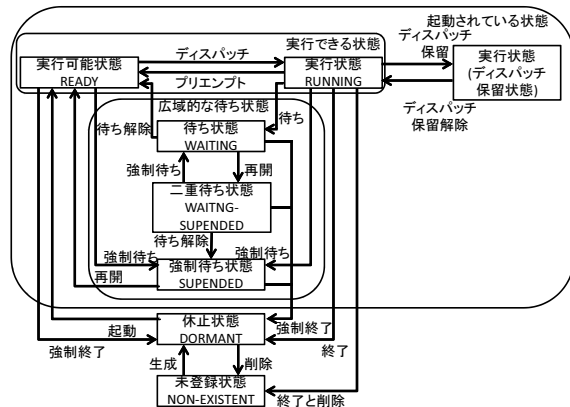 起動されている状態
実行できる状態
ディスパッチ
ディスパッチ
保留
実行可能状態
READY
実行状態
RUNNING
実行状態
(ディスパッチ
保留状態)
プリエンプト
ディスパッチ
保留解除
広域的な待ち状態
待ち解除
待ち
待ち状態
WAITING
強制待ち
再開
二重待ち状態
WAITNG-
SUPENDED
待ち解除
強制待ち
強制待ち
強制待ち状態
SUPENDED
再開
起動
休止状態
DORMANT
強制終了
強制終了
終了
生成
削除
未登録状態
NON-EXISTENT
終了と削除